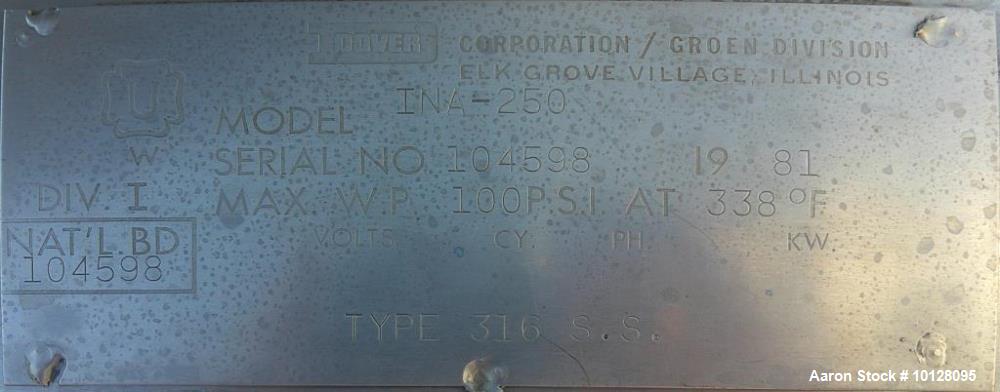 DOVER CORPORATION / GROEN DIVISION
ELK GROVE VILLAGE, ILLINOIS
U
W
MODEL INA-250
SERIAL NO. 104598 19 81
DIV. I
MAX. W.P. 100 P.S.I. AT 338°F
NAT'L. BD.
104598
VOLTS. CY. PH. KW.
TYPE 316 S.S.
Aaron Stock # 10128095